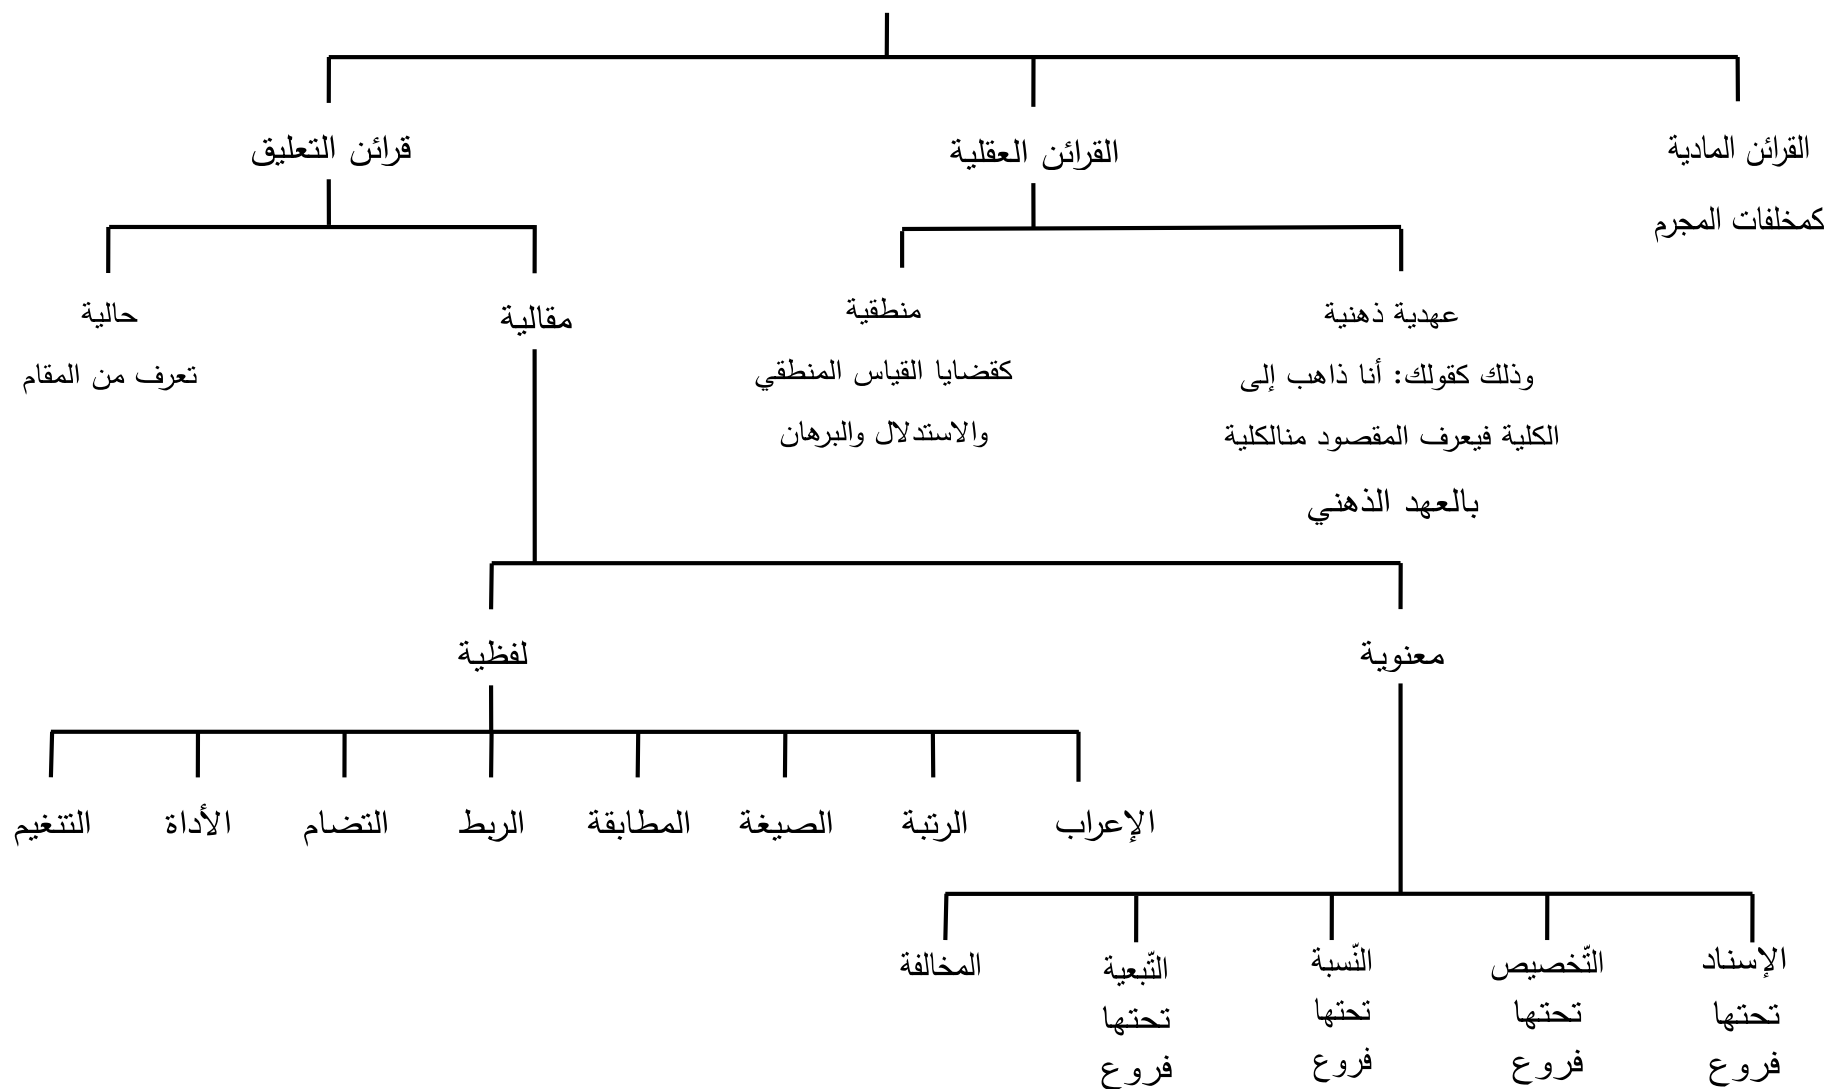 القرائن المادية
كمخلفات المجرم
القرائن العقلية
قرائن التعليق
عهدية ذهنية
وذلك كقولك: أنا ذاهب إلى
الكلية فيعرف المقصود منالكلية
بالعهد الذهني
منطقية
كقضايا القياس المنطقي
والاستدلال والبرهان
مقالية
حالية
تعرف من المقام
معنوية
لفظية
الإعراب
الرتبة
الصيغة
المطابقة
الربط
التضام
الأداة
التنغيم
الإسناد
تحتها
فروع
التّخصيص
تحتها
فروع
النّسبة
تحتها
فروع
التّبعية
تحتها
فروع
المخالفة